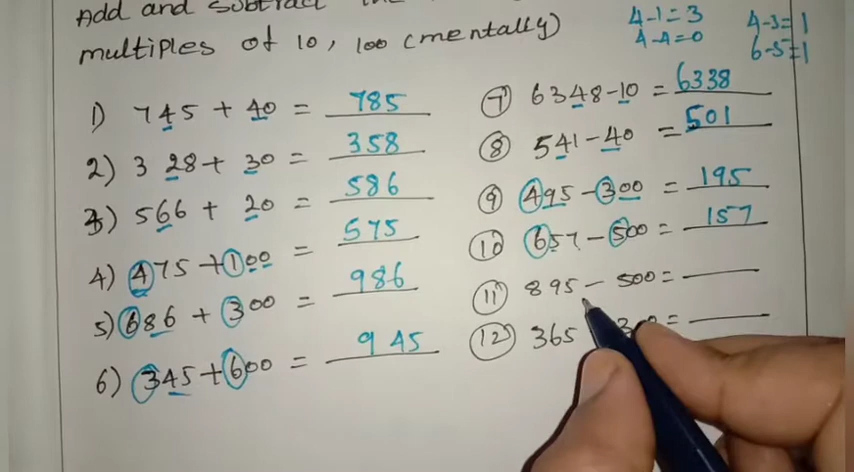 Add and subtract the
multiples of 10, 100 (mentally)
4-1=3
4-4=0
4-3=1
6-5=1
1) 745 + 40 = 785
2) 328 + 30 = 358
3) 566 + 20 = 586
4) 475 + 100 = 575
5) 686 + 300 = 986
6) 345 + 600 = 945
7 6348 - 10 = 6338
8 541 - 40 = 501
9 495 - 300 = 195
10 657 - 500 = 157
11 895 - 500 =
12 365 300 =